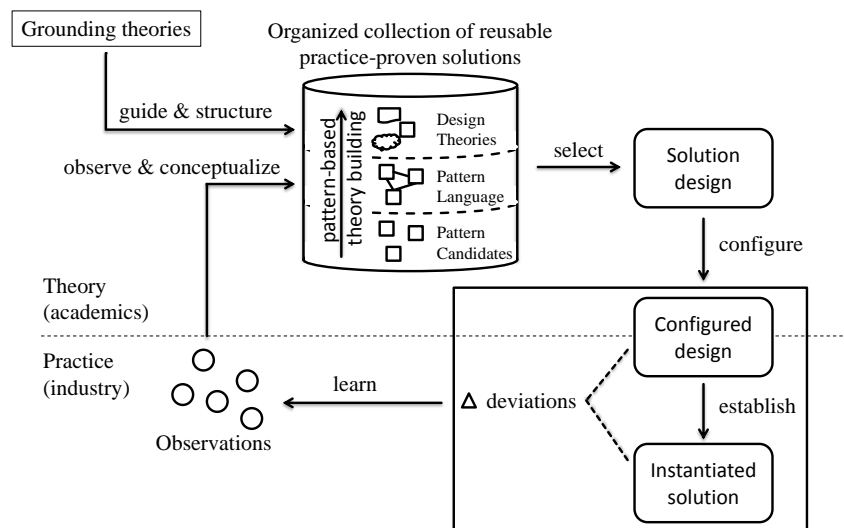 Grounding theories
Organized collection of reusable
practice-proven solutions
guide & structure
observe & conceptualize
pattern-based
theory building
Design
Theories
Pattern
Language
Pattern
Candidates
select
Solution
design
configure
Theory
(academics)
Practice
(industry)
Configured
design
establish
Instantiated
solution
Δ deviations
learn
Observations